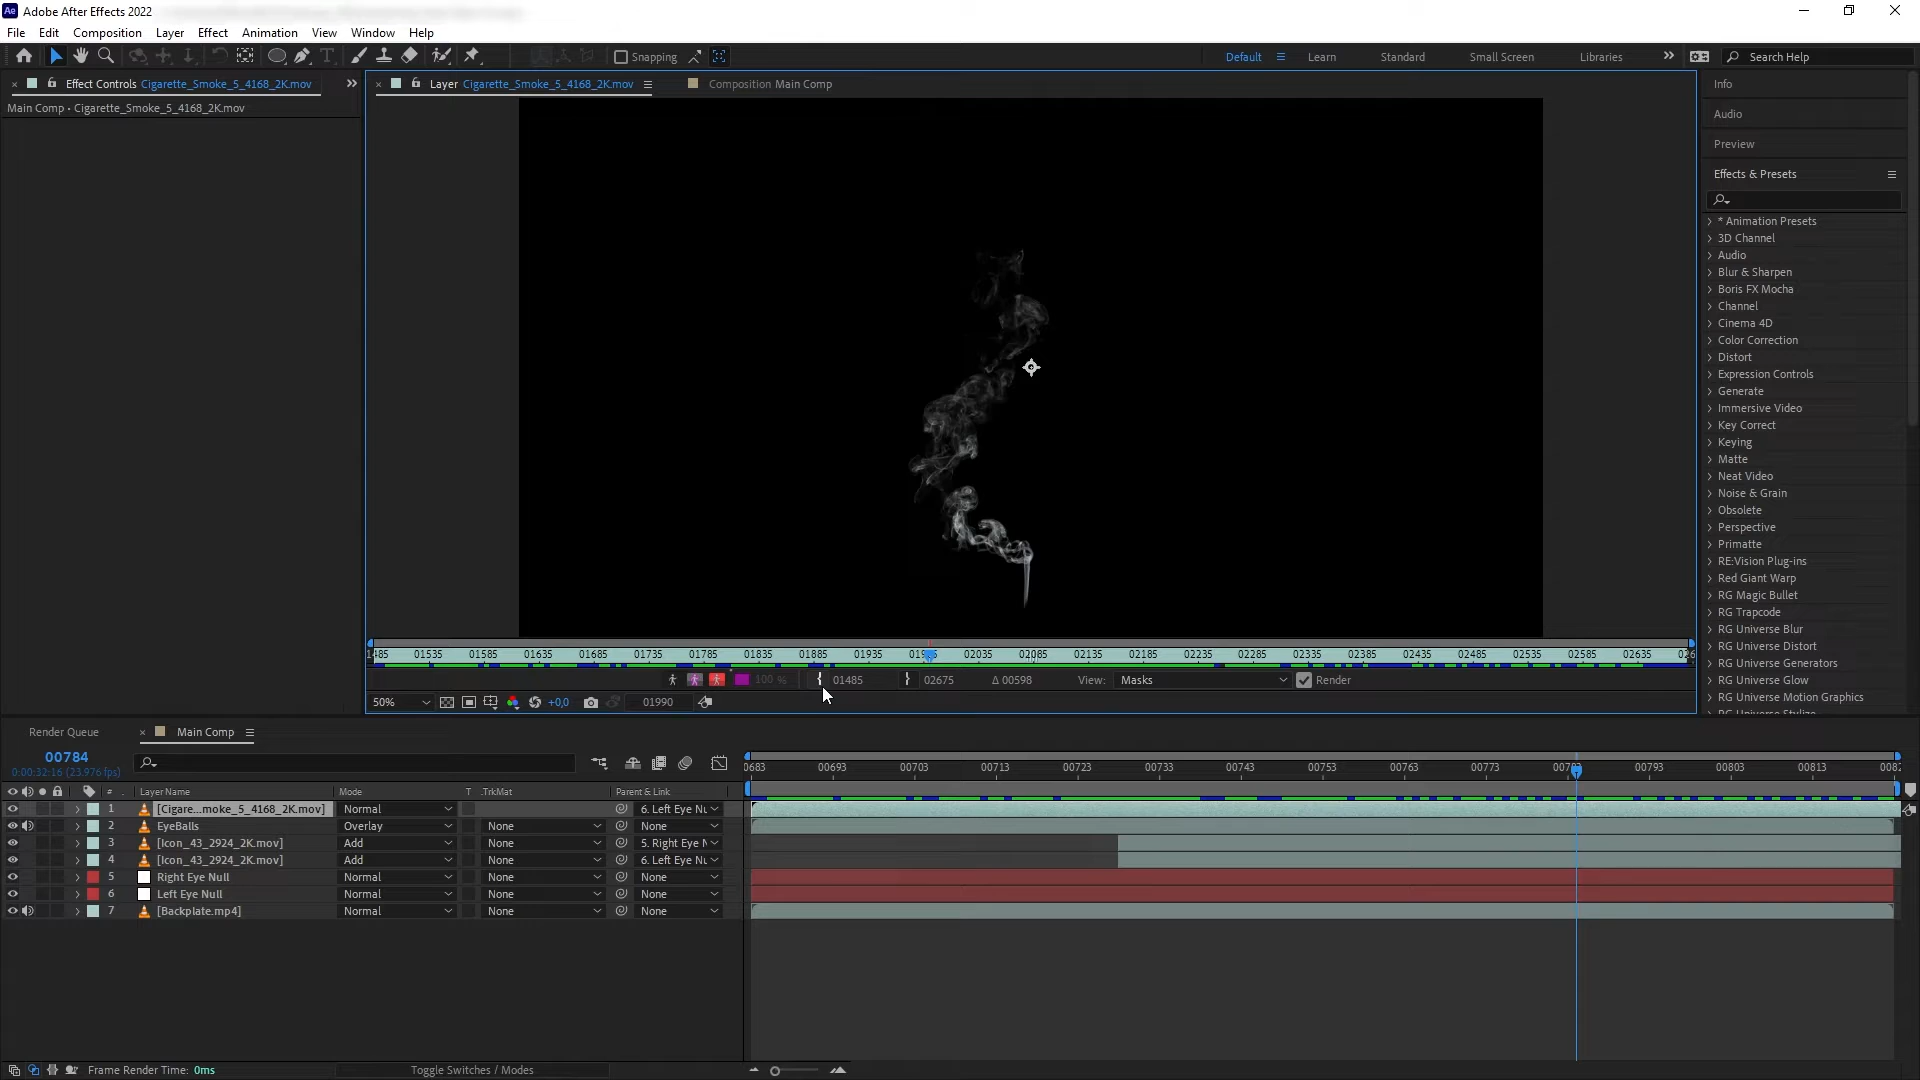 Adobe After Effects 2022
File Edit Composition Layer Effect Animation View Window Help
Snapping
Default Learn Standard Small Screen Libraries Search Help
Effect Controls Cigarette_Smoke_5_4168_2K.mov
Main Comp • Cigarette_Smoke_5_4168_2K.mov
Layer Cigarette_Smoke_5_4168_2K.mov
Composition Main Comp
Info
Audio
Preview
Effects & Presets
* Animation Presets
3D Channel
Audio
Blur & Sharpen
Boris FX Mocha
Channel
Cinema 4D
Color Correction
Distort
Expression Controls
Generate
Immersive Video
Key Correct
Keying
Matte
Neat Video
Noise & Grain
Obsolete
Perspective
Primatte
RE:Vision Plug-ins
Red Giant Warp
RG Magic Bullet
RG Trapcode
RG Universe Blur
RG Universe Distort
RG Universe Generators
RG Universe Glow
RG Universe Motion Graphics
RG Universe Stylize
1485 01535 01585 01635 01685 01735 01785 01835 01885 01935 02035 02085 02135 02185 02235 02285 02335 02385 02435 02485 02535 02585 02635
100 % 01485 02675 Δ 00598 View: Masks Render
50% +0,0 01990
Render Queue Main Comp
00784
0:00:32:16 (23.976 fps)
00693 00703 00713 00723 00733 00743 00753 00763 00773 00793 00803 00813
# Layer Name Mode T .TrkMat Parent & Link
1 [Cigare...moke_5_4168_2K.mov] Normal 6. Left Eye Nu
2 EyeBalls Overlay None None
3 [Icon_43_2924_2K.mov] Add None 5. Right Eye N
4 [Icon_43_2924_2K.mov] Add None 6. Left Eye Nu
5 Right Eye Null Normal None None
6 Left Eye Null Normal None None
7 [Backplate.mp4] Normal None None
Frame Render Time: 0ms Toggle Switches / Modes